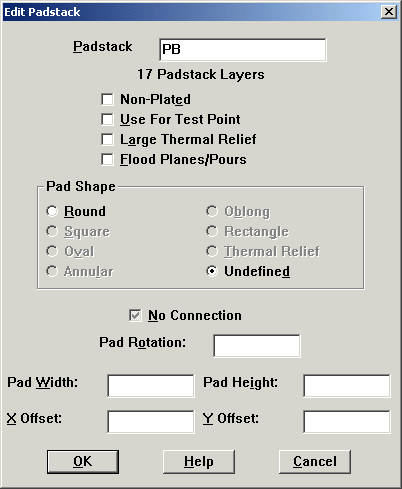 Edit Padstack
Padstack PB
17 Padstack Layers
Non-Plated
Use For Test Point
Large Thermal Relief
Flood Planes/Pours
Pad Shape
Round Oblong
Square Rectangle
Oval Thermal Relief
Annular Undefined
No Connection
Pad Rotation:
Pad Width: Pad Height:
X Offset: Y Offset:
OK Help Cancel